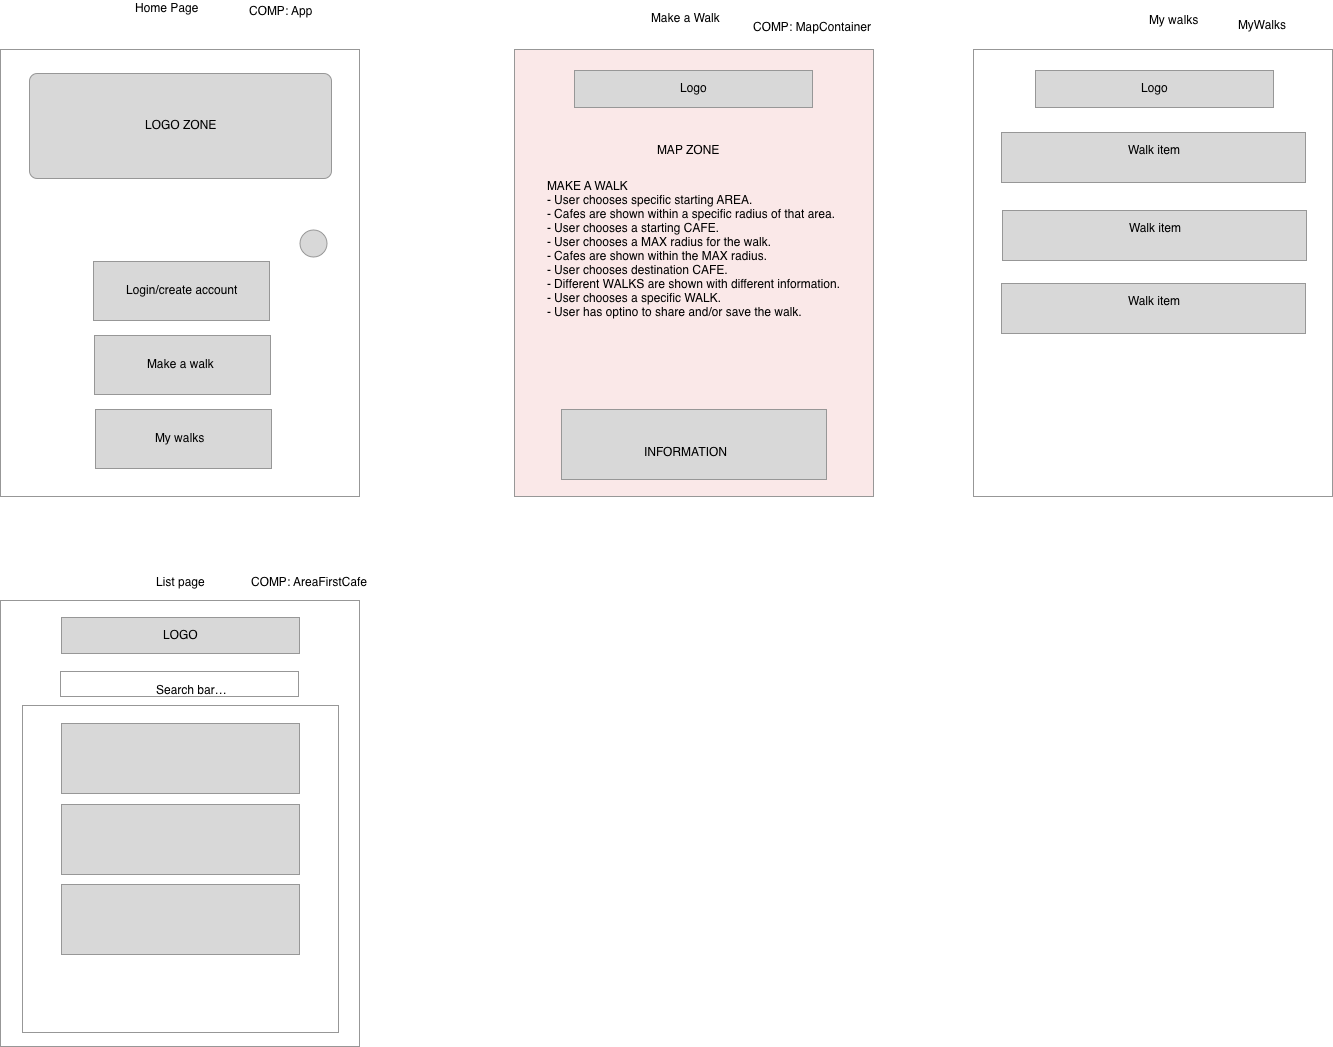 Home Page
COMP: App
LOGO ZONE
Login/create account
Make a walk
My walks
Make a Walk
COMP: MapContainer
Logo
MAP ZONE
MAKE A WALK
- User chooses specific starting AREA.
- Cafes are shown within a specific radius of that area.
- User chooses a starting CAFE.
- User chooses a MAX radius for the walk.
- Cafes are shown within the MAX radius.
- User chooses destination CAFE.
- Different WALKS are shown with different information.
- User chooses a specific WALK.
- User has optino to share and/or save the walk.
INFORMATION
My walks
MyWalks
Logo
Walk item
Walk item
Walk item
List page
COMP: AreaFirstCafe
LOGO
Search bar...